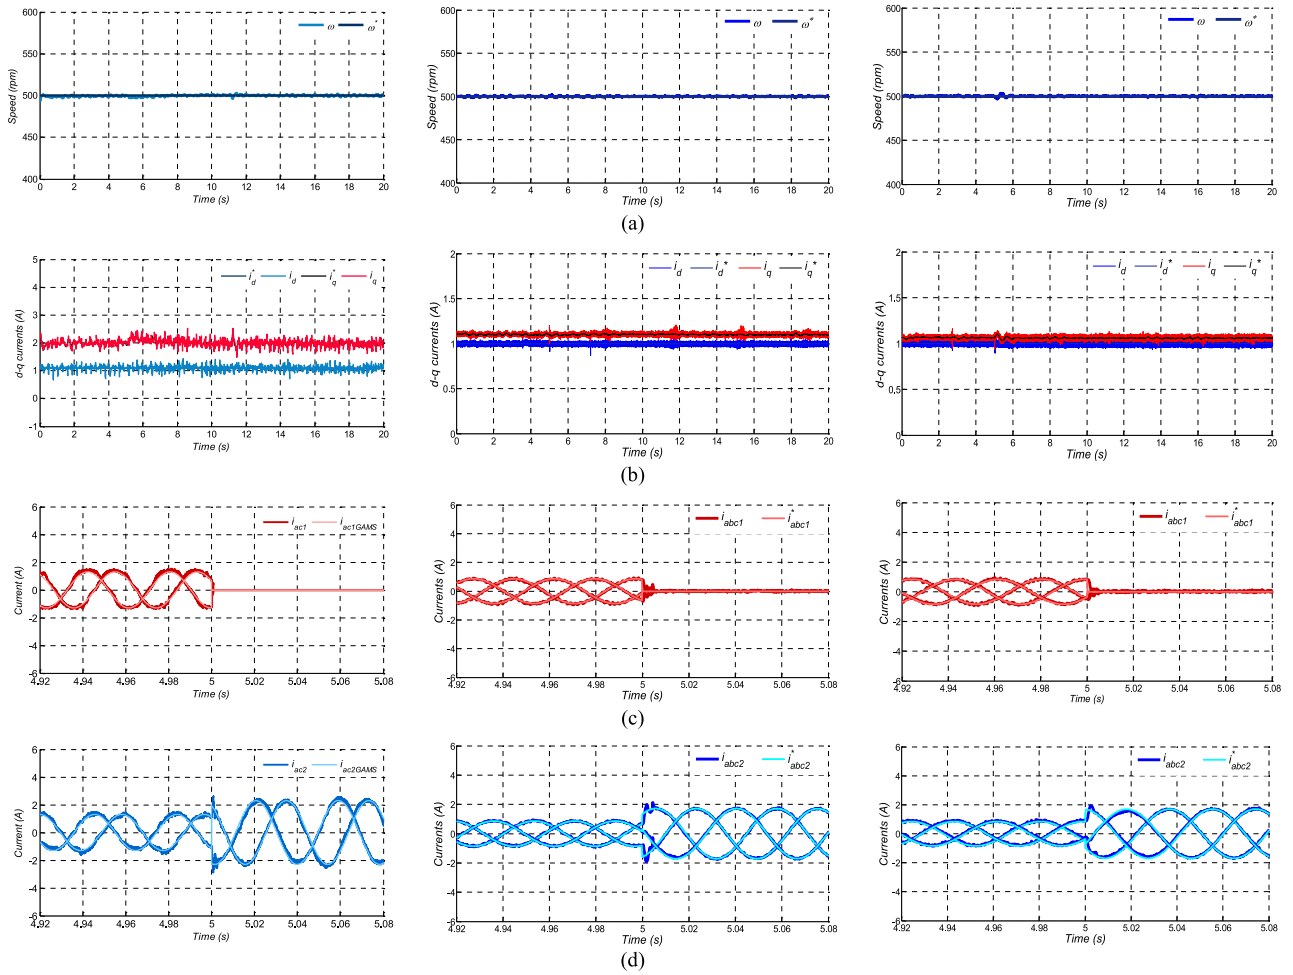 600
550
500
450
400
Speed (rpm)
ω ω*
0 2 4 6 8 10 12 14 16 18 20
Time (s)
600
550
500
450
400
Speed (rpm)
ω ω*
0 2 4 6 8 10 12 14 16 18 20
Time (s)
600
550
500
450
400
Speed (rpm)
ω ω*
0 2 4 6 8 10 12 14 16 18 20
Time (s)
(a)
5
4
3
2
1
0
-1
d-q currents (A)
i*d id i*q iq
0 2 4 6 8 10 12 14 16 18 20
Time (s)
2
1.5
1
0.5
0
d-q currents (A)
id id* iq iq*
0 2 4 6 8 10 12 14 16 18 20
Time (s)
2
1.5
1
0.5
0
d-q currents (A)
id id* iq iq*
0 2 4 6 8 10 12 14 16 18 20
Time (s)
(b)
6
4
2
0
-2
-4
-6
Current (A)
iac1 iac1GAMS
4.92 4.94 4.96 4.98 5 5.02 5.04 5.06 5.08
Time (s)
6
4
2
0
-2
-4
-6
Currents (A)
iabc1 i*abc1
4.92 4.94 4.96 4.98 5 5.02 5.04 5.06 5.08
Time (s)
6
4
2
0
-2
-4
-6
Currents (A)
iabc1 i*abc1
4.92 4.94 4.96 4.98 5 5.02 5.04 5.06 5.08
Time (s)
(c)
6
4
2
0
-2
-4
-6
Current (A)
iac2 iac2GAMS
4.92 4.94 4.96 4.98 5 5.02 5.04 5.06 5.08
Time (s)
6
4
2
0
-2
-4
-6
Currents (A)
iabc2 i*abc2
4.92 4.94 4.96 4.98 5 5.02 5.04 5.06 5.08
Time (s)
6
4
2
0
-2
-4
-6
Currents (A)
iabc2 i*abc2
4.92 4.94 4.96 4.98 5 5.02 5.04 5.06 5.08
Time (s)
(d)